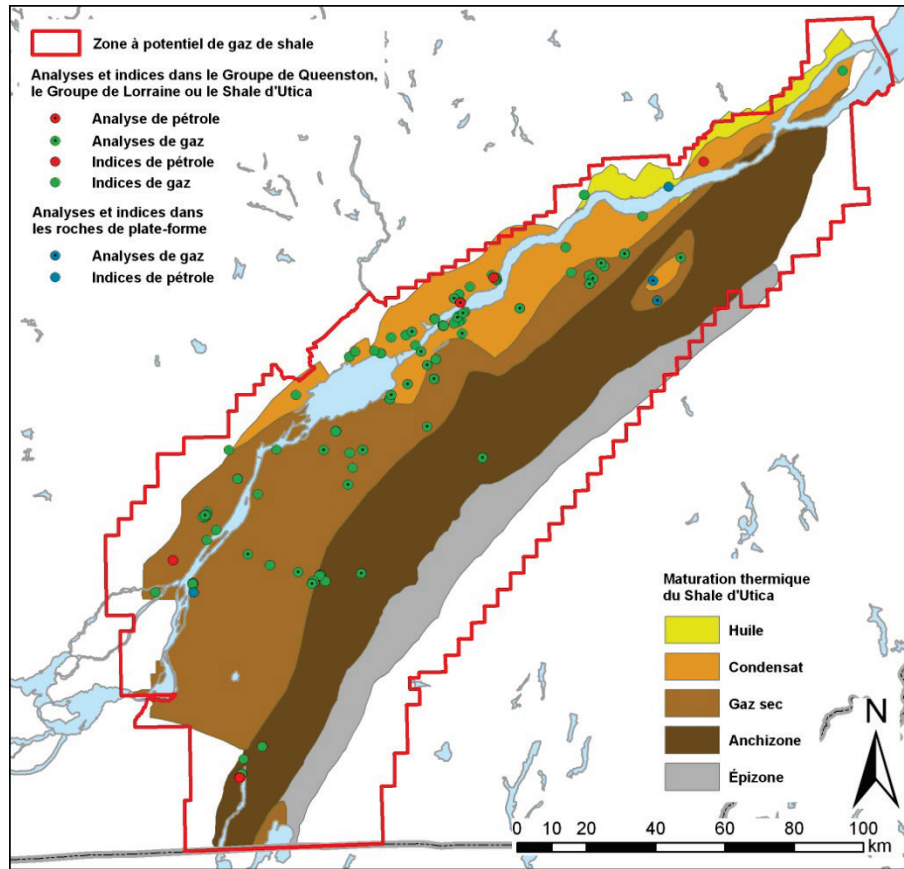 Zone à potentiel de gaz de shale
Analyses et indices dans le Groupe de Queenston,
le Groupe de Lorraine ou le Shale d'Utica
Analyse de pétrole
Analyses de gaz
Indices de pétrole
Indices de gaz
Analyses et indices dans
les roches de plate-forme
Analyses de gaz
Indices de pétrole
Maturation thermique
du Shale d'Utica
Huile
Condensat
Gaz sec
Anchizone
Épizone
N
0 10 20 40 60 80 100
km